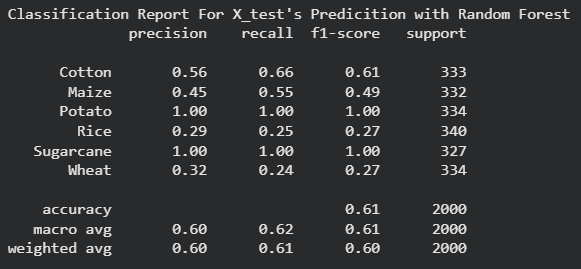 Classification Report For X_test's Predicition with Random Forest
precision recall f1-score support
Cotton 0.56 0.66 0.61 333
Maize 0.45 0.55 0.49 332
Potato 1.00 1.00 1.00 334
Rice 0.29 0.25 0.27 340
Sugarcane 1.00 1.00 1.00 327
Wheat 0.32 0.24 0.27 334
accuracy 0.61 2000
macro avg 0.60 0.62 0.61 2000
weighted avg 0.60 0.61 0.60 2000